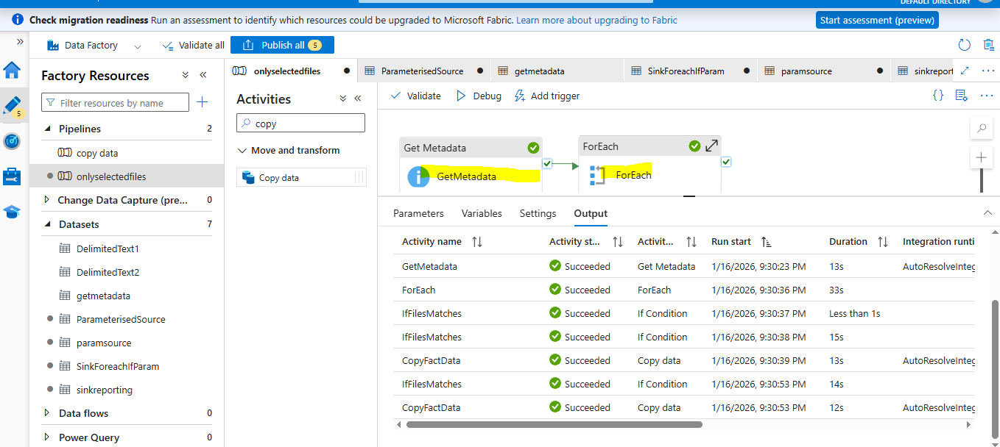 DEFAULT DIRECTORY
Check migration readiness Run an assessment to identify which resources could be upgraded to Microsoft Fabric. Learn more about upgrading to Fabric
Start assessment (preview)
Data Factory
Validate all
Publish all 5
5
Factory Resources
Filter resources by name
Pipelines 2
copy data
onlyselectedfiles
Change Data Capture (pre... 0
Datasets 7
DelimitedText1
DelimitedText2
getmetadata
ParameterisedSource
paramsource
SinkForeachIfParam
sinkreporting
Data flows 0
Power Query 0
onlyselectedfiles
ParameterisedSource
getmetadata
SinkForeachIfParam
paramsource
sinkreport
Activities
copy
Move and transform
Copy data
Validate
Debug
Add trigger
{}
Get Metadata
GetMetadata
ForEach
ForEach
Parameters Variables Settings Output
Activity name Activity st... Activit... Run start Duration Integration runti
GetMetadata Succeeded Get Metadata 1/16/2026, 9:30:23 PM 13s AutoResolveInteg
ForEach Succeeded ForEach 1/16/2026, 9:30:36 PM 33s
IfFilesMatches Succeeded If Condition 1/16/2026, 9:30:37 PM Less than 1s
IfFilesMatches Succeeded If Condition 1/16/2026, 9:30:38 PM 15s
CopyFactData Succeeded Copy data 1/16/2026, 9:30:39 PM 13s AutoResolveInteg
IfFilesMatches Succeeded If Condition 1/16/2026, 9:30:53 PM 14s
CopyFactData Succeeded Copy data 1/16/2026, 9:30:53 PM 12s AutoResolveInteg